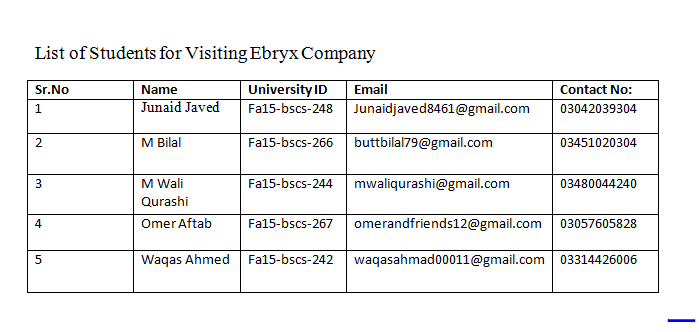 List of Students for Visiting Ebryx Company
Sr.No Name University ID Email Contact No:
1 Junaid Javed Fa15-bscs-248 Junaidjaved8461@gmail.com 03042039304
2 M Bilal Fa15-bscs-266 buttbilal79@gmail.com 03451020304
3 M Wali Fa15-bscs-244 mwaliqurashi@gmail.com 03480044240
Qurashi
4 Omer Aftab Fa15-bscs-267 omerandfriends12@gmail.com 03057605828
5 Waqas Ahmed Fa15-bscs-242 waqasahmad00011@gmail.com 03314426006